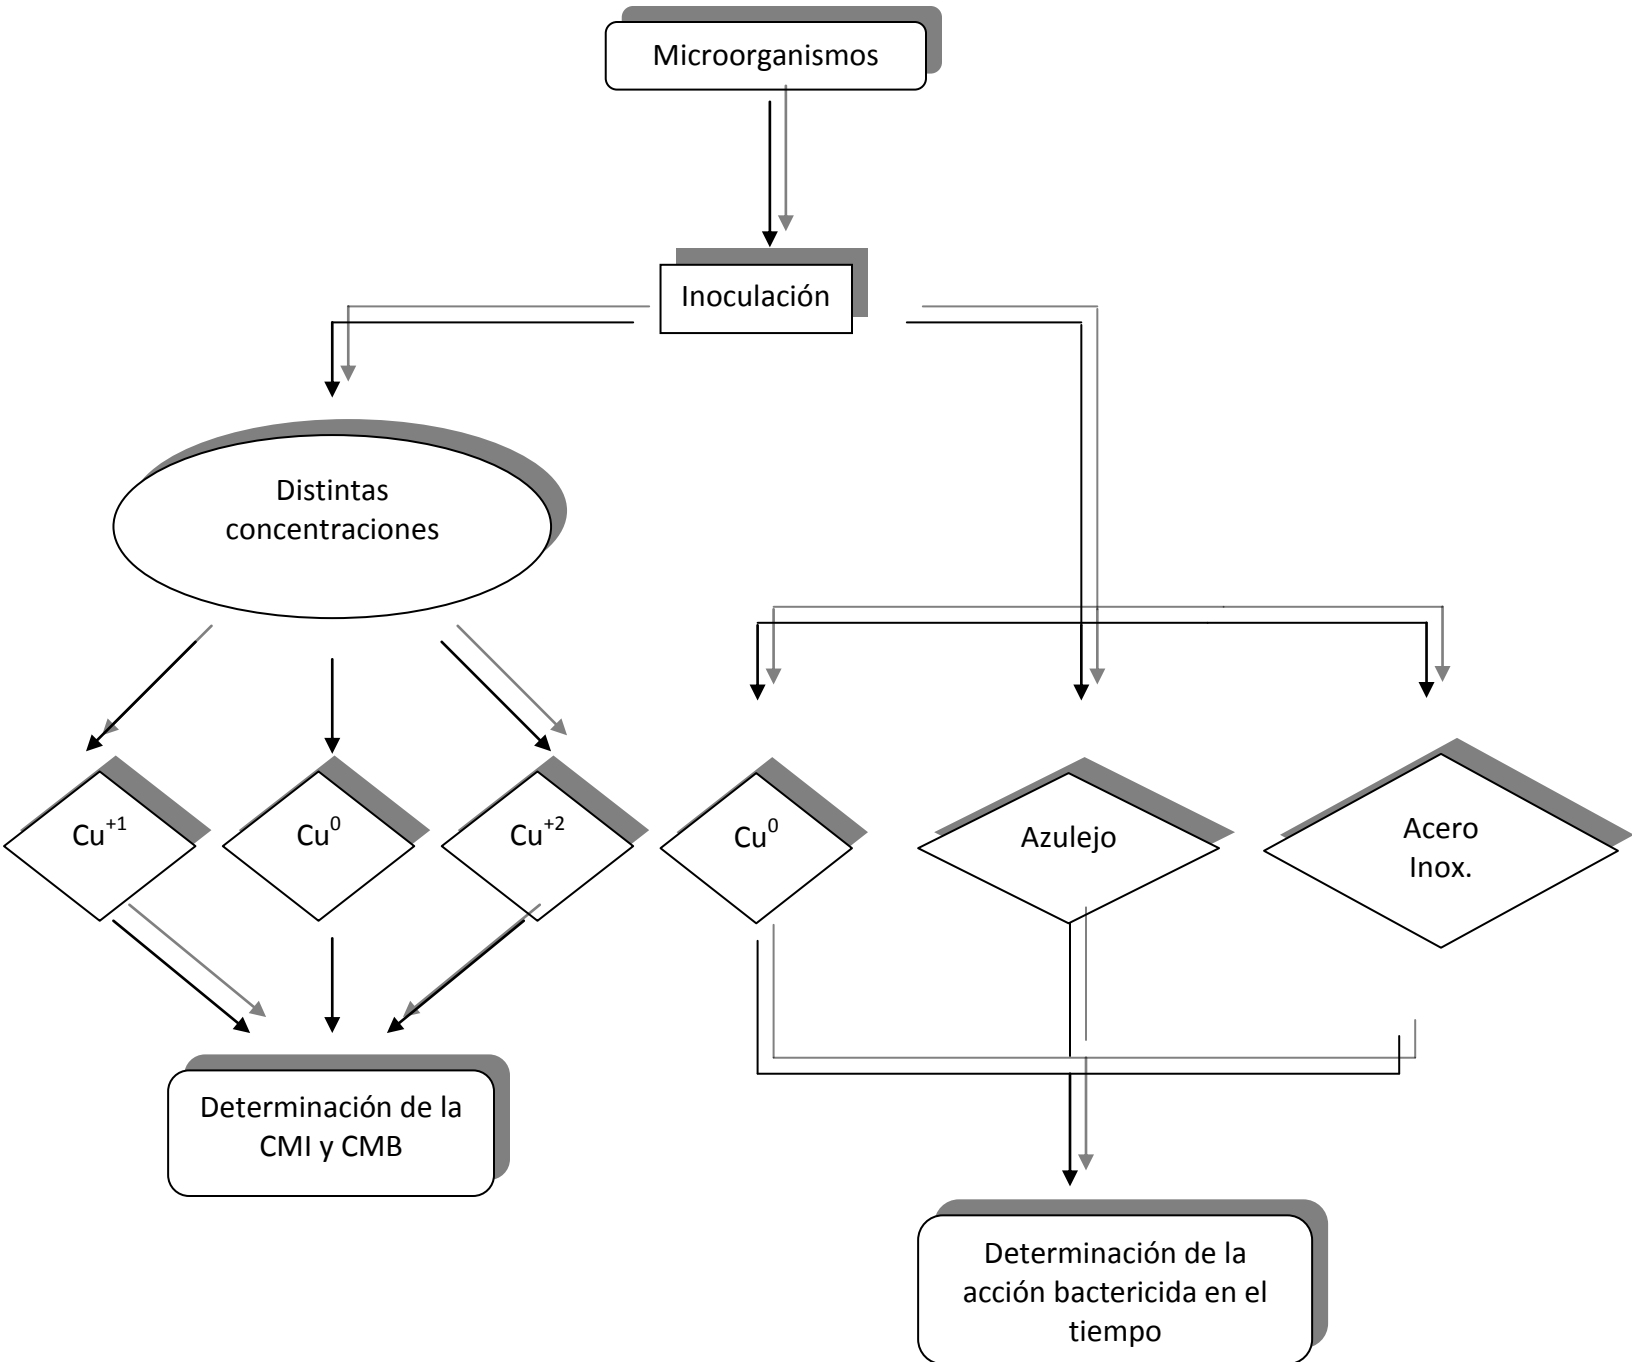 Microorganismos
Inoculación
Distintas
concentraciones
Cu+1
Cu0
Cu+2
Cu0
Azulejo
Acero
Inox.
Determinación de la
CMI y CMB
Determinación de la
acción bactericida en el
tiempo